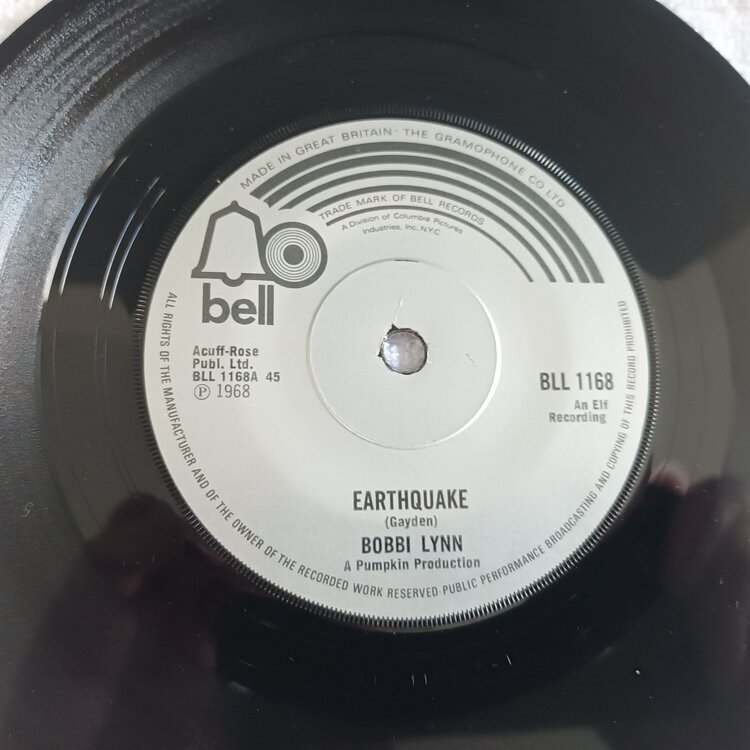 MADE IN GREAT BRITAIN · THE GRAMOPHONE CO LTD
TRADE MARK OF BELL RECORDS
A Division of Columbia Pictures
Industries, Inc. N.Y.C.
bell
Acuff-Rose
Publ. Ltd.
BLL 1168A 45
Ⓟ 1968
BLL 1168
An Elf
Recording
EARTHQUAKE
(Gayden)
BOBBI LYNN
A Pumpkin Production
ALL RIGHTS OF THE MANUFACTURER AND OF THE OWNER OF THE RECORDED WORK RESERVED PUBLIC PERFORMANCE BROADCASTING AND COPYING OF THIS RECORD PROHIBITED